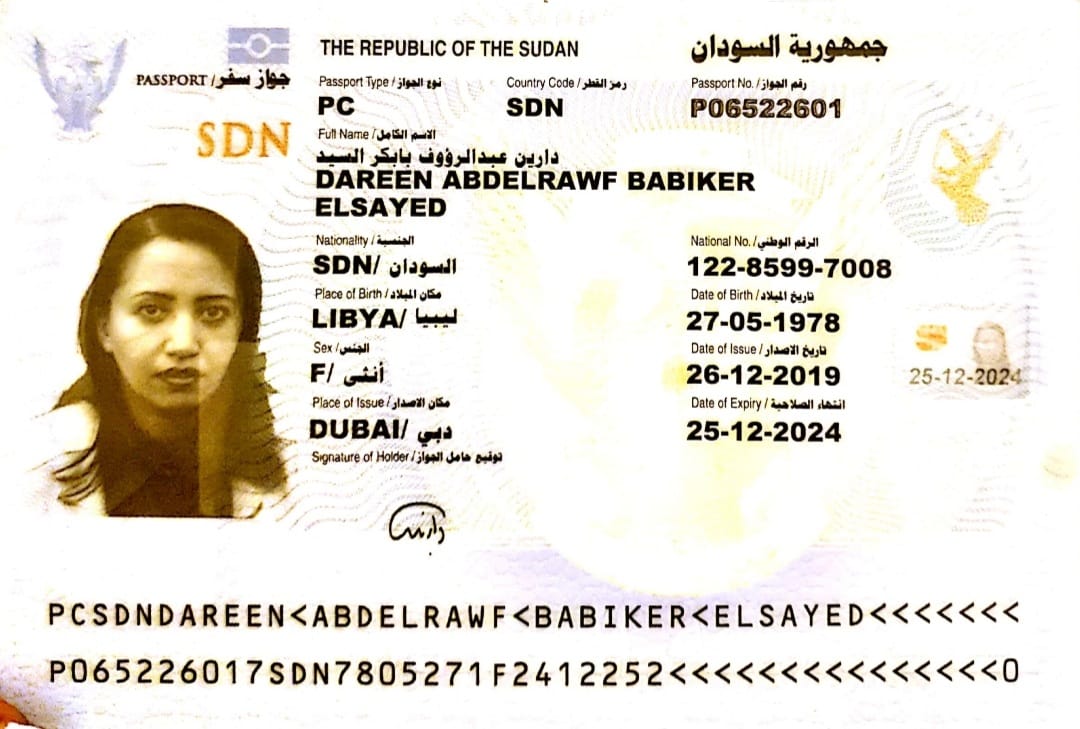 THE REPUBLIC OF THE SUDAN جمهورية السودان
PASSPORT / جواز سفر
Passport Type / نوع الجواز Country Code / رمز القطر Passport No. / رقم الجواز
PC SDN P06522601
SDN
Full Name / الاسم الكامل
دارين عبدالرؤوف بابكر السيد
DAREEN ABDELRAWF BABIKER
ELSAYED
Nationality / الجنسية National No. / الرقم الوطني
SDN/ السودان 122-8599-7008
Place of Birth / مكان الميلاد Date of Birth / تاريخ الميلاد
LIBYA/ ليبيا 27-05-1978
Sex / الجنس Date of Issue / تاريخ الاصدار
F/ أنثى 26-12-2019 25-12-2024
Place of Issue / مكان الاصدار Date of Expiry / انتهاء الصلاحية
DUBAI/ دبي 25-12-2024
Signature of Holder / توقيع حامل الجواز
دارين
PCSDNDAREEN<ABDELRAWF<BABIKER<ELSAYED<<<<<<<
P065226017SDN7805271F2412252<<<<<<<<<<<<<<<0